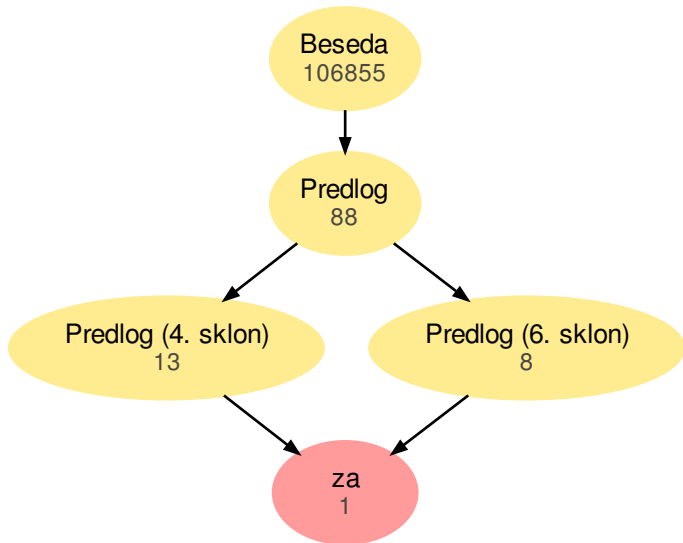 Beseda
106855
Predlog
88
Predlog (4. sklon)
13
Predlog (6. sklon)
8
za
1